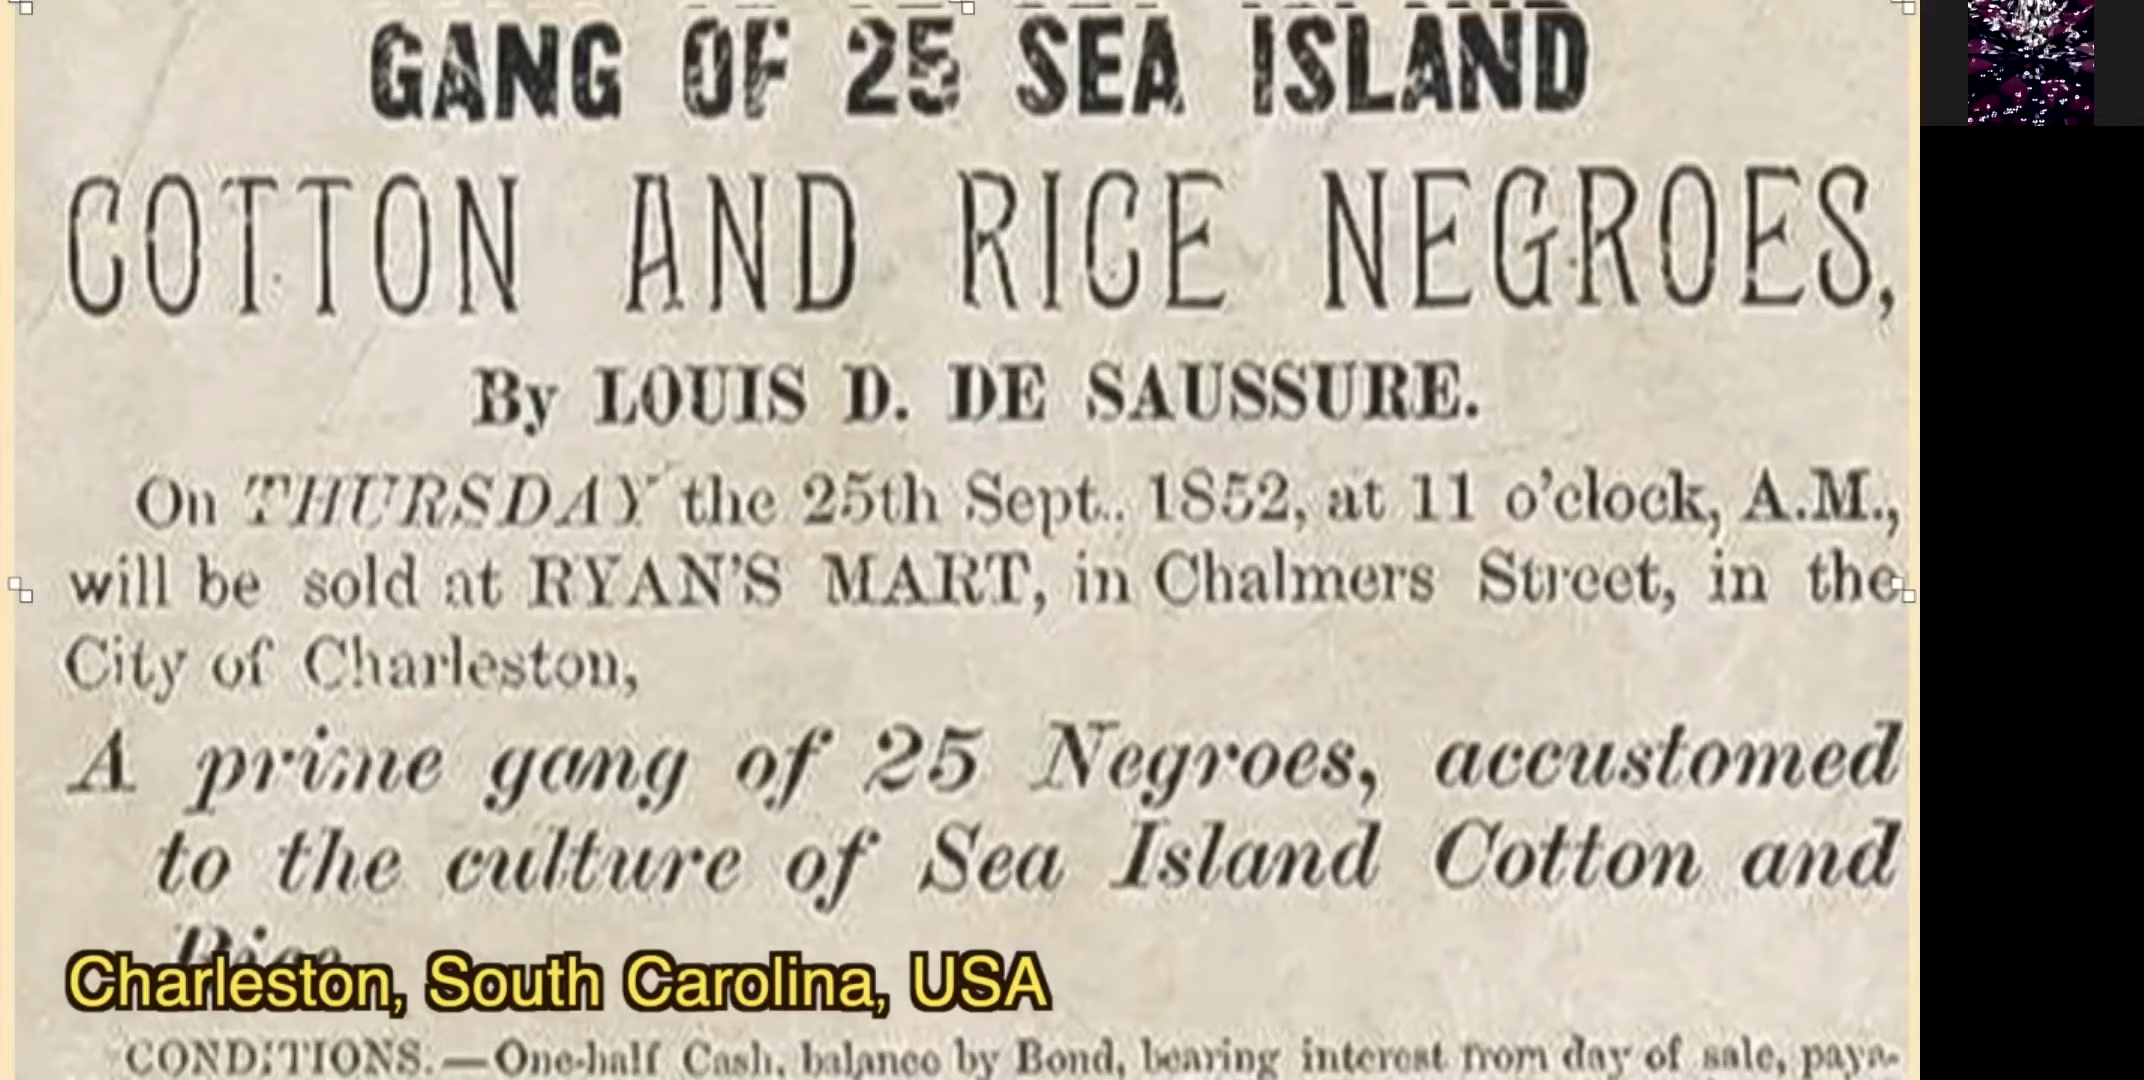 GANG OF 25 SEA ISLAND
COTTON AND RICE NEGROES,
By LOUIS D. DE SAUSSURE.
On THURSDAY the 25th Sept., 1852, at 11 o'clock, A.M.,
will be sold at RYAN'S MART, in Chalmers Street, in the
City of Charleston,
A prime gang of 25 Negroes, accustomed
to the culture of Sea Island Cotton and
Rice
Charleston, South Carolina, USA
CONDITIONS.—One-half Cash, balance by Bond, bearing interest from day of sale, paya-